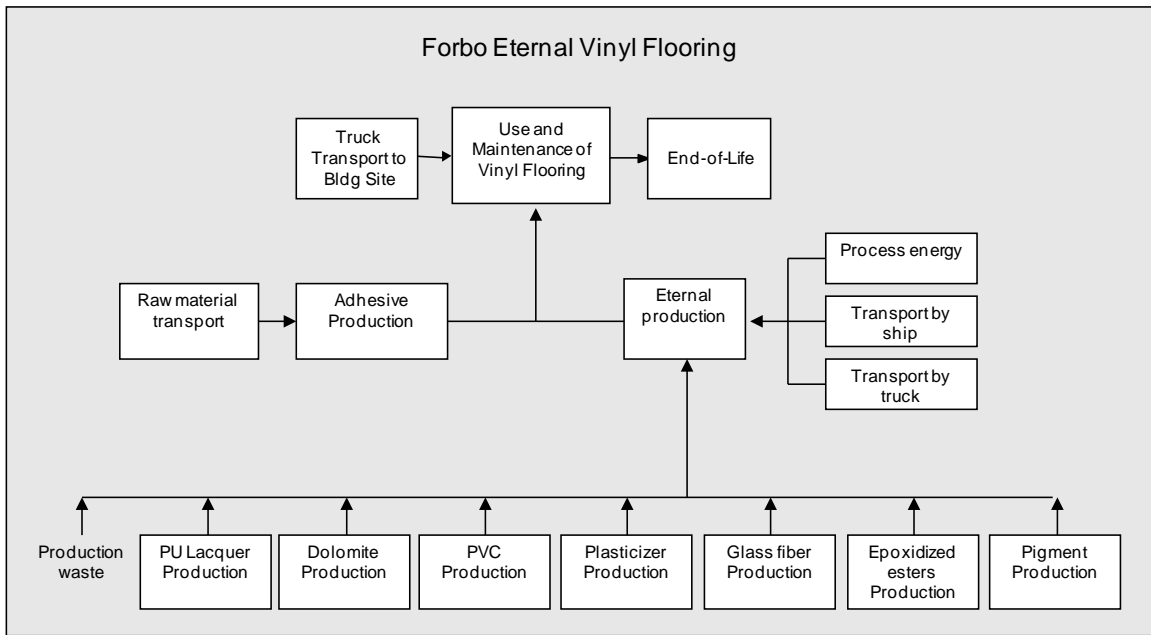 Forbo Eternal Vinyl Flooring
Truck
Transport to
Bldg Site
Use and
Maintenance of
Vinyl Flooring
End-of-Life
Raw material
transport
Adhesive
Production
Eternal
production
Process energy
Transport by
ship
Transport by
truck
Production
waste
PU Lacquer
Production
Dolomite
Production
PVC
Production
Plasticizer
Production
Glass fiber
Production
Epoxidized
esters
Production
Pigment
Production